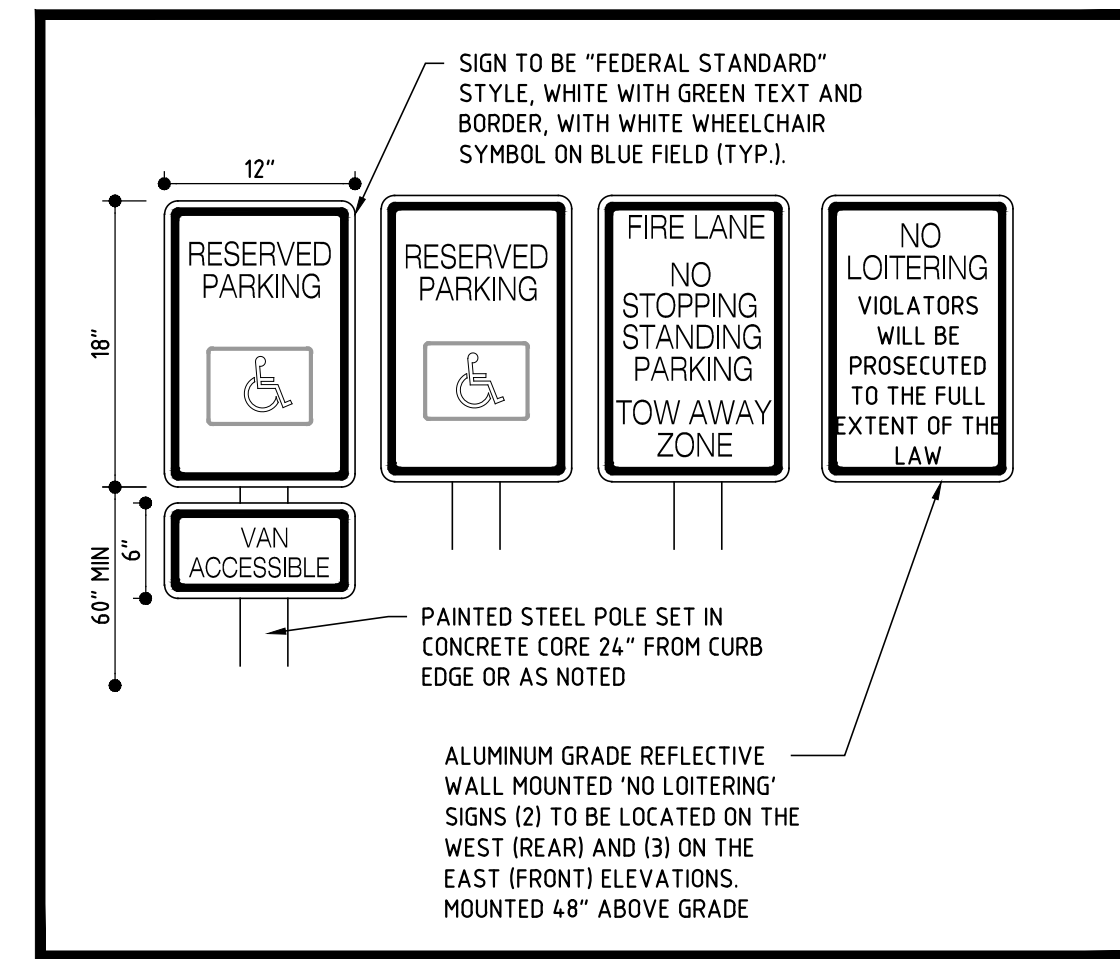 SIGN TO BE "FEDERAL STANDARD"
STYLE, WHITE WITH GREEN TEXT AND
BORDER, WITH WHITE WHEELCHAIR
SYMBOL ON BLUE FIELD (TYP.).
12"
18"
60" MIN
6"
RESERVED
PARKING
VAN
ACCESSIBLE
RESERVED
PARKING
FIRE LANE
NO
STOPPING
STANDING
PARKING
TOW AWAY
ZONE
NO
LOITERING
VIOLATORS
WILL BE
PROSECUTED
TO THE FULL
EXTENT OF THE
LAW
PAINTED STEEL POLE SET IN
CONCRETE CORE 24" FROM CURB
EDGE OR AS NOTED
ALUMINUM GRADE REFLECTIVE
WALL MOUNTED 'NO LOITERING'
SIGNS (2) TO BE LOCATED ON THE
WEST (REAR) AND (3) ON THE
EAST (FRONT) ELEVATIONS.
MOUNTED 48" ABOVE GRADE